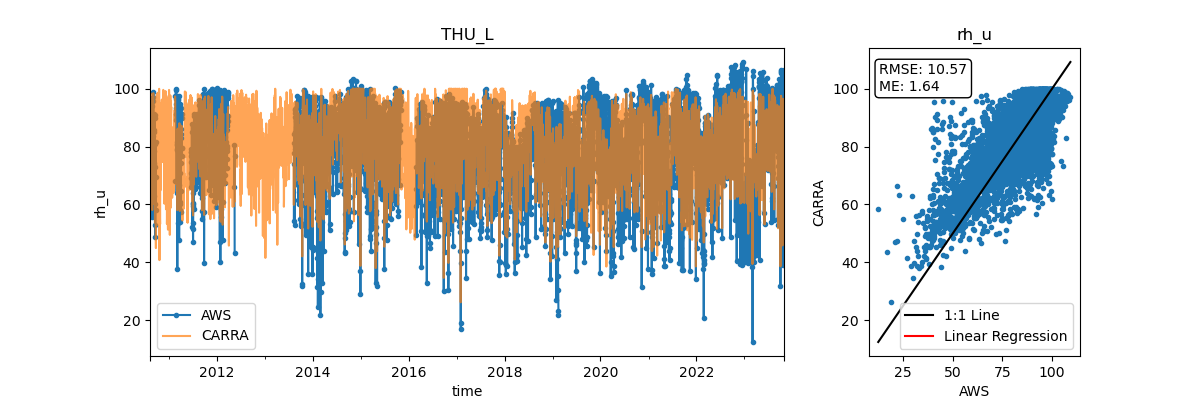 THU_L
rh_u
100
80
60
40
20
2012
2014
2016
2018
2020
2022
time
AWS
CARRA
rh_u
RMSE: 10.57
ME: 1.64
CARRA
100
80
60
40
20
25
50
75
100
AWS
1:1 Line
Linear Regression